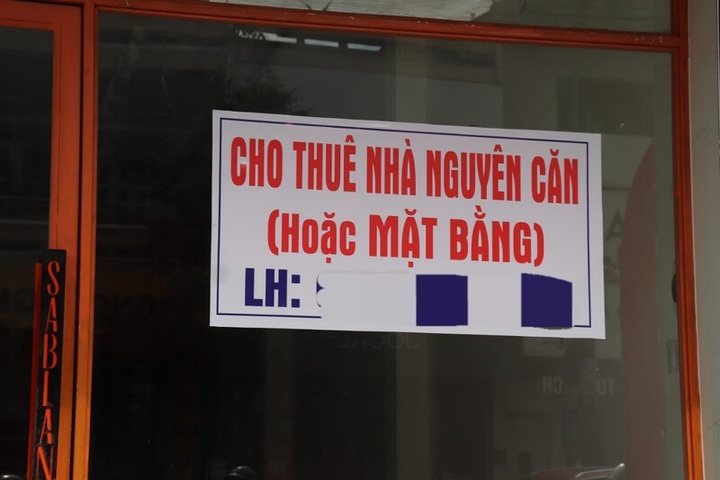 CHO THUÊ NHÀ NGUYÊN CĂN
(Hoặc MẶT BẰNG)
LH:
SABLAN